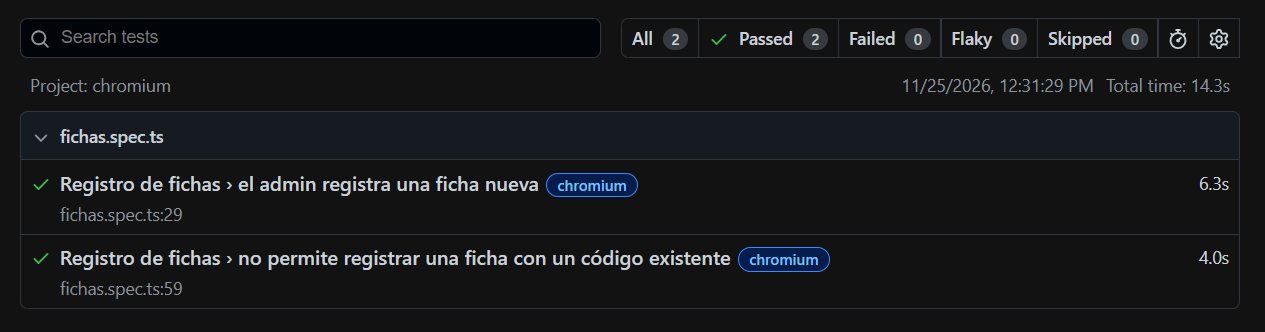 Search tests
All 2 Passed 2 Failed 0 Flaky 0 Skipped 0
Project: chromium 11/25/2026, 12:31:29 PM Total time: 14.3s
fichas.spec.ts
Registro de fichas › el admin registra una ficha nueva chromium 6.3s
fichas.spec.ts:29
Registro de fichas › no permite registrar una ficha con un código existente chromium 4.0s
fichas.spec.ts:59